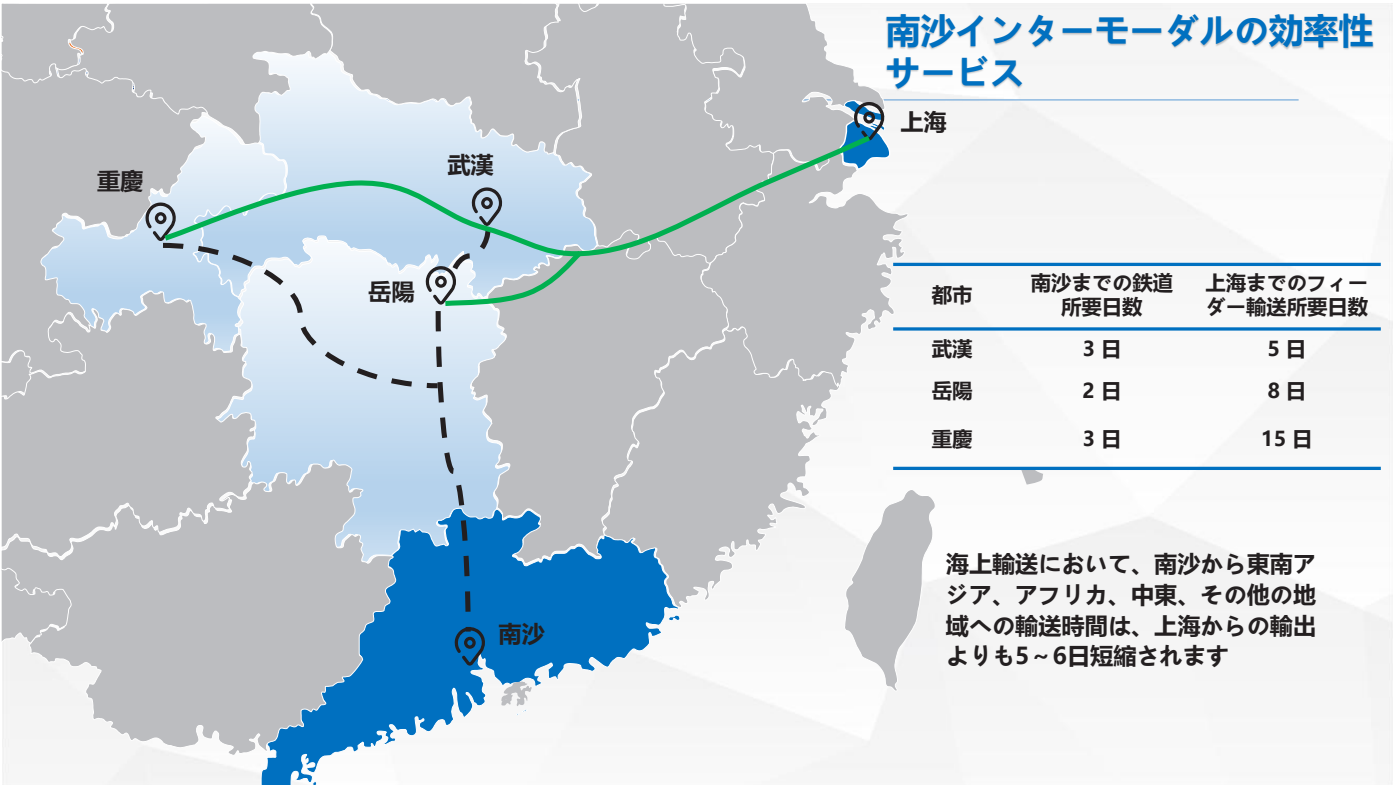 南沙インターモーダルの効率性
サービス
上海
武漢
重慶
岳陽
南沙
都市
南沙までの鉄道
所要日数
上海までのフィー
ダー輸送所要日数
武漢 3 日 5 日
岳陽 2 日 8 日
重慶 3 日 15 日
海上輸送において、南沙から東南ア
ジア、アフリカ、中東、その他の地
域への輸送時間は、上海からの輸出
よりも5～6日短縮されます